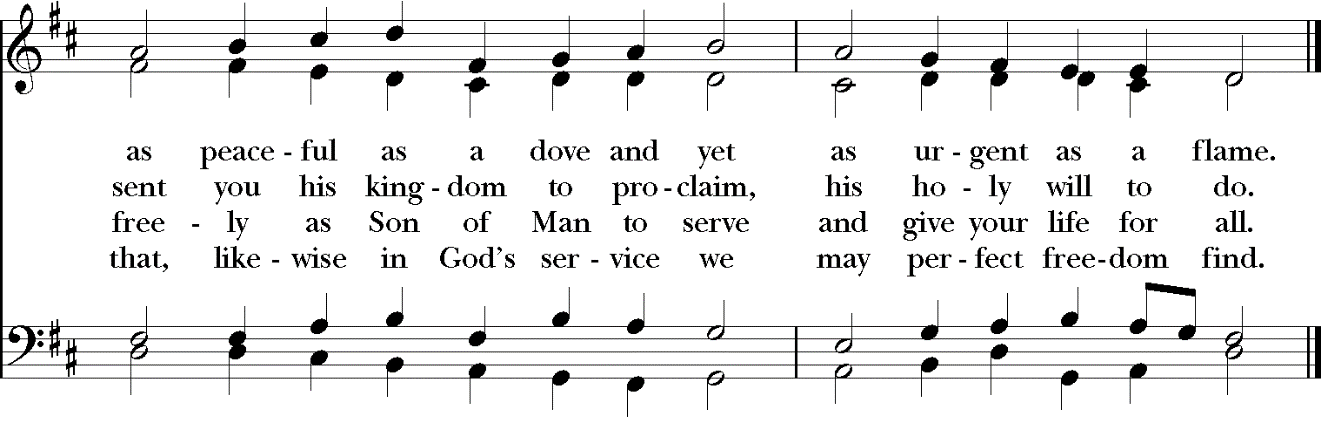 as peace - ful as a dove and yet as ur - gent as a flame.
sent you his king - dom to pro - claim, his ho - ly will to do.
free - ly as Son of Man to serve and give your life for all.
that, like - wise in God's ser - vice we may per - fect free - dom find.